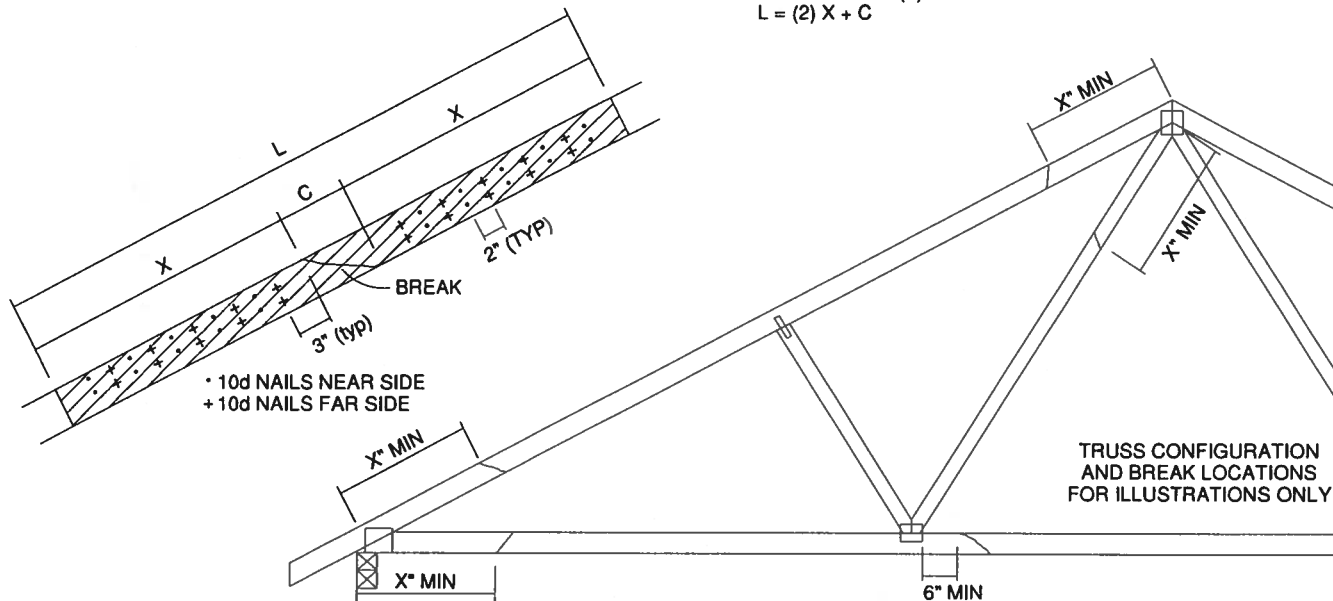 L = (2) X + C
X" MIN
L
X
C
X
2" (TYP)
BREAK
3" (typ)
• 10d NAILS NEAR SIDE
+ 10d NAILS FAR SIDE
X" MIN
X" MIN
TRUSS CONFIGURATION
AND BREAK LOCATIONS
FOR ILLUSTRATIONS ONLY
X" MIN
6" MIN